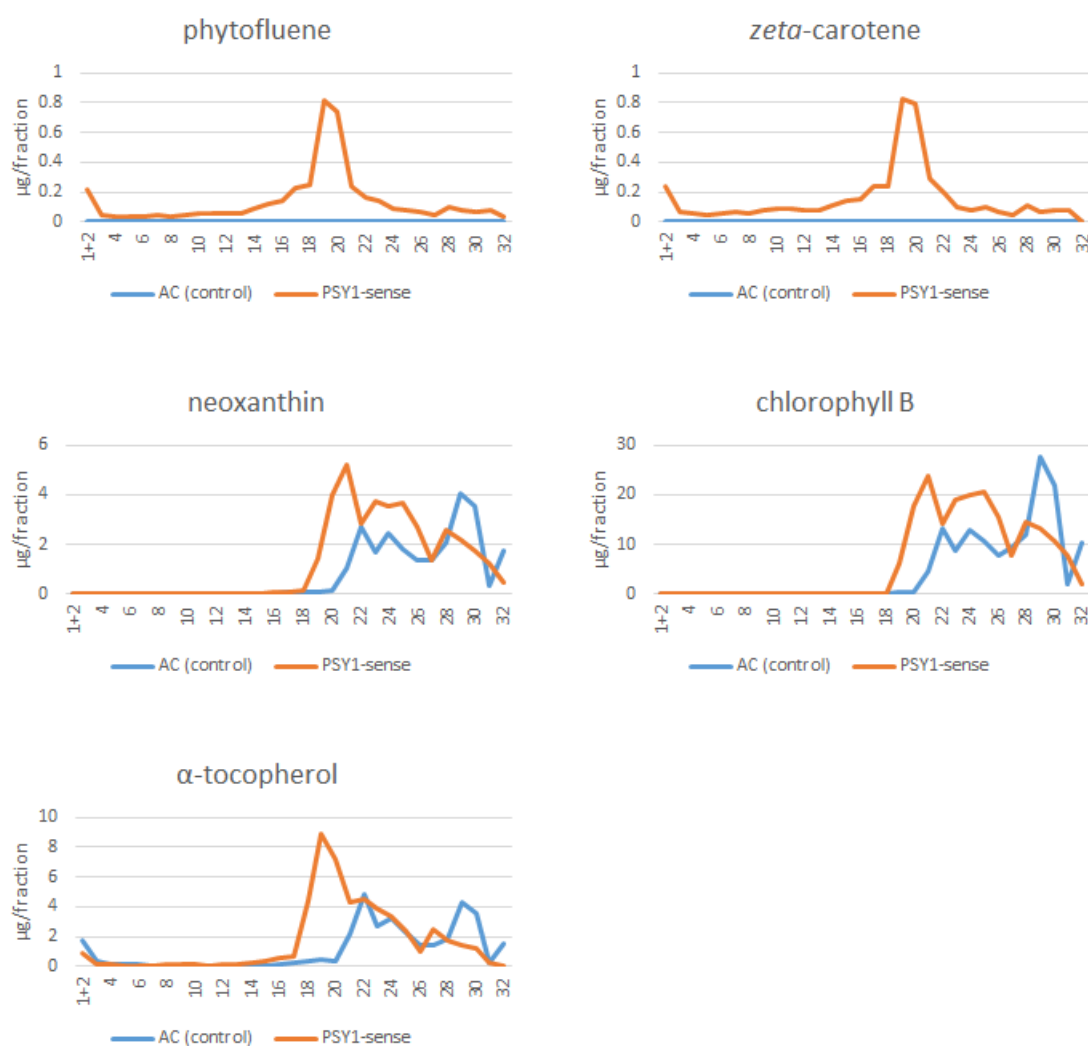 phytofluene
µg/fraction
1
0.8
0.6
0.4
0.2
0
1+2 4 6 8 10 12 14 16 18 20 22 24 26 28 30 32
AC (control) PSY1-sense
zeta-carotene
µg/fraction
1
0.8
0.6
0.4
0.2
0
1+2 4 6 8 10 12 14 16 18 20 22 24 26 28 30 32
AC (control) PSY1-sense
neoxanthin
µg/fraction
6
4
2
0
1+2 4 6 8 10 12 14 16 18 20 22 24 26 28 30 32
AC (control) PSY1-sense
chlorophyll B
µg/fraction
30
20
10
0
1+2 4 6 8 10 12 14 16 18 20 22 24 26 28 30 32
AC (control) PSY1-sense
α-tocopherol
µg/fraction
10
8
6
4
2
0
1+2 4 6 8 10 12 14 16 18 20 22 24 26 28 30 32
AC (control) PSY1-sense